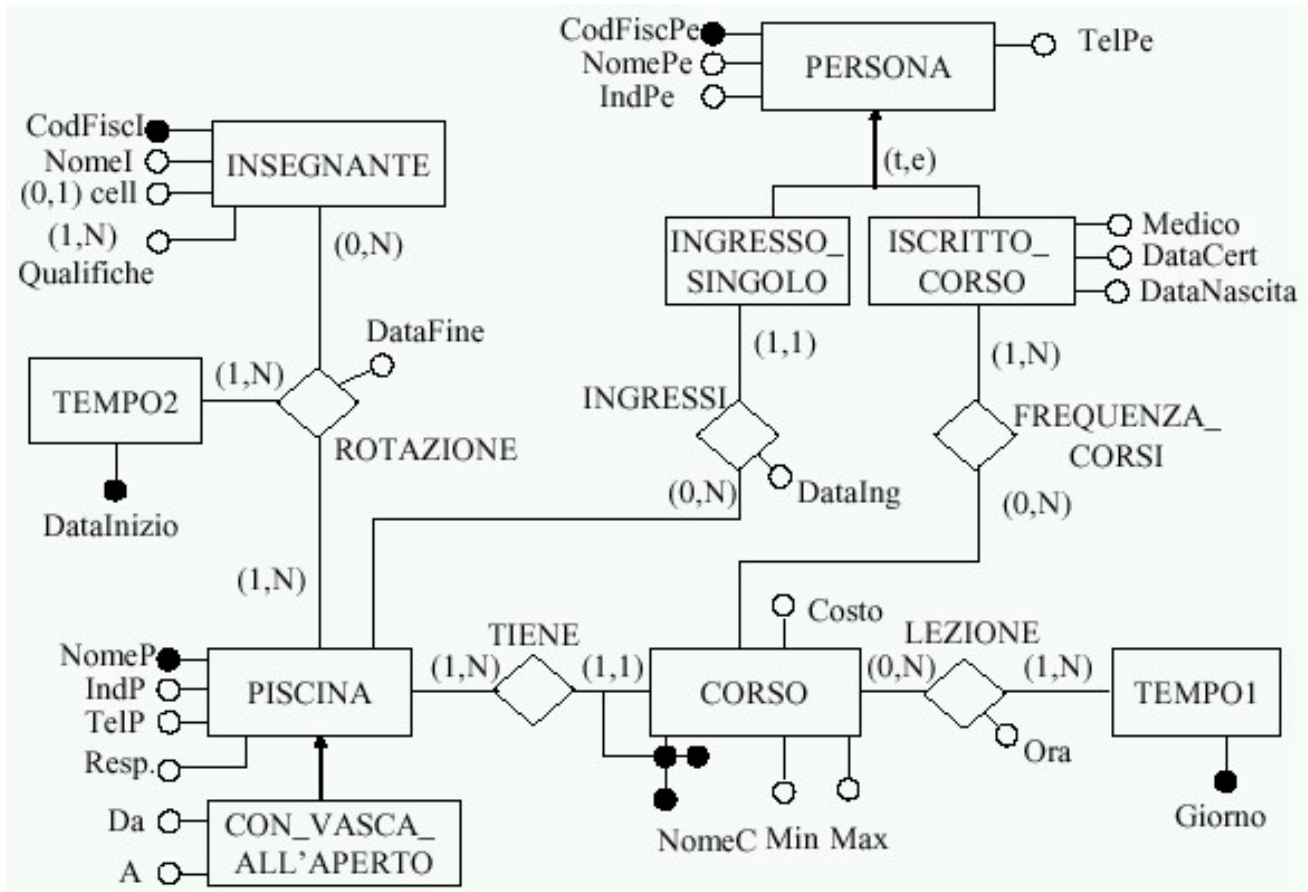 CodFiscPe
NomePe
IndPe
PERSONA
TelPe
(t,e)
CodFiscI
NomeI
(0,1) cell
(1,N)
Qualifiche
INSEGNANTE
(0,N)
INGRESSO_
SINGOLO
ISCRITTO_
CORSO
Medico
DataCert
DataNascita
(1,1)
(1,N)
DataFine
TEMPO2
(1,N)
ROTAZIONE
DataInizio
INGRESSI
(0,N)
DataIng
FREQUENZA_
CORSI
(0,N)
(1,N)
NomeP
IndP
TelP
Resp.
PISCINA
(1,N)
TIENE
(1,1)
CORSO
Costo
(0,N)
LEZIONE
(1,N)
Ora
TEMPO1
Giorno
NomeC
Min
Max
Da
A
CON_VASCA_
ALL'APERTO